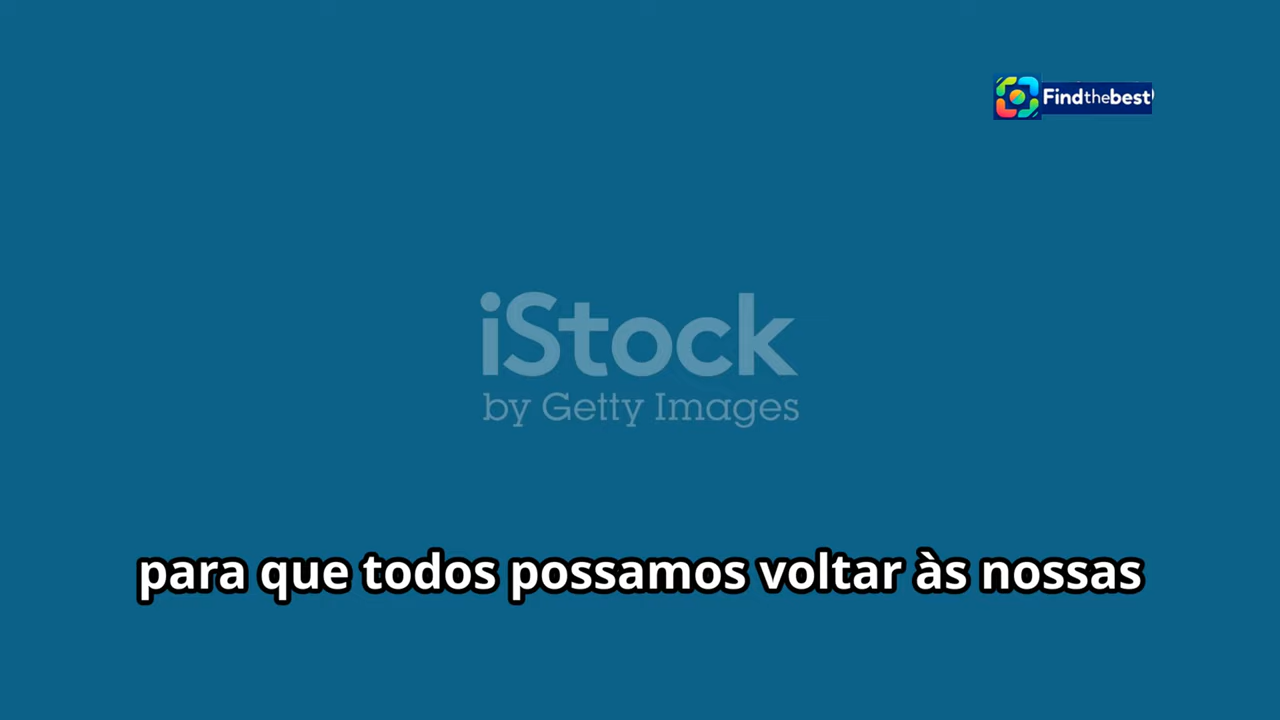 Findthebest
iStock
by Getty Images
para que todos possamos voltar às nossas